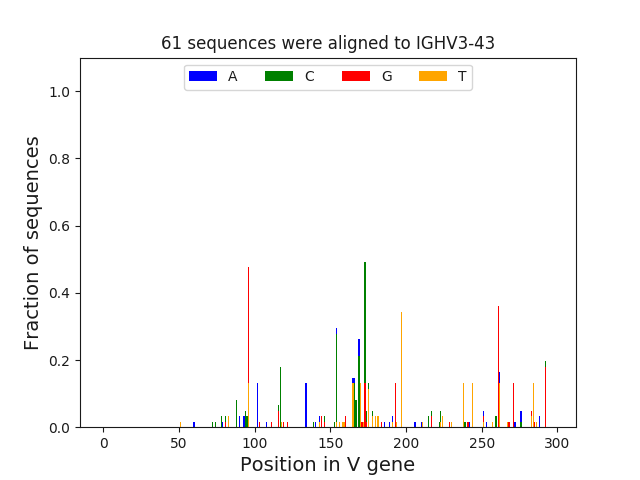 61 sequences were aligned to IGHV3-43
A C G T
1.0
0.8
0.6
0.4
0.2
0.0
Fraction of sequences
0 50 100 150 200 250 300
Position in V gene